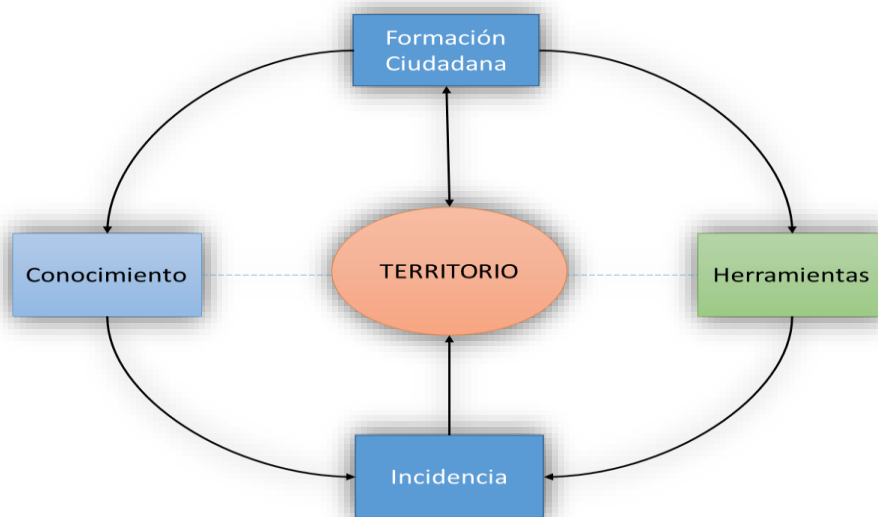 Formación
Ciudadana
Conocimiento
TERRITORIO
Herramientas
Incidencia